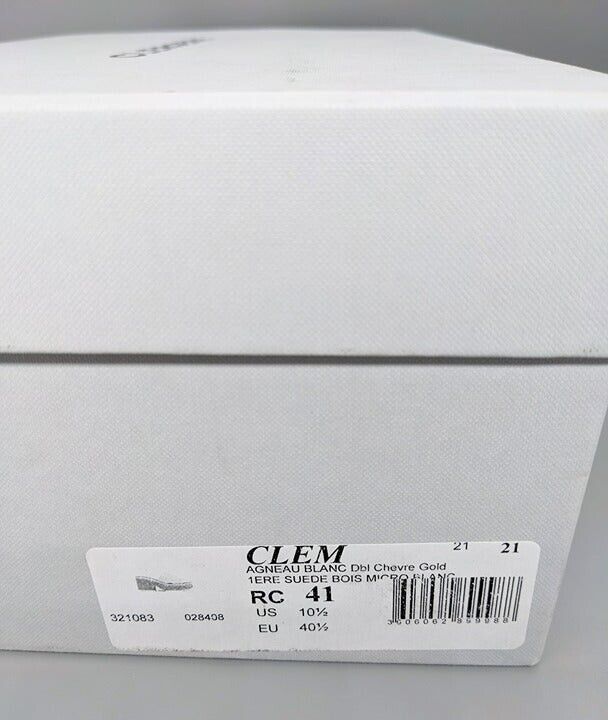 CLEM 21 21
AGNEAU BLANC Dbl Chevre Gold
1ERE SUEDE BOIS MICRO BLANC
RC 41
US 10½
EU 40½
321083 028408